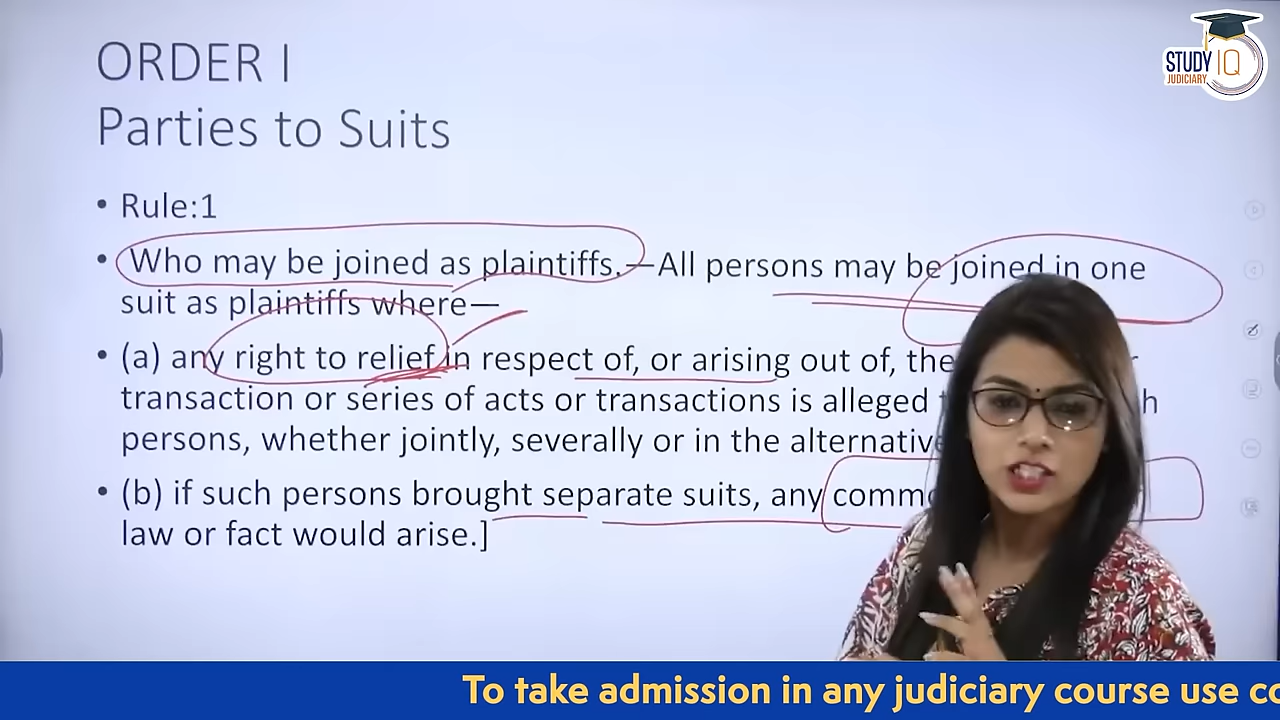 ORDER I
Parties to Suits
STUDY IQ
JUDICIARY
• Rule:1
• Who may be joined as plaintiffs.—All persons may be joined in one
suit as plaintiffs where—
• (a) any right to relief in respect of, or arising out of, the
transaction or series of acts or transactions is alleged
persons, whether jointly, severally or in the alternative
• (b) if such persons brought separate suits, any
law or fact would arise.]
To take admission in any judiciary course use